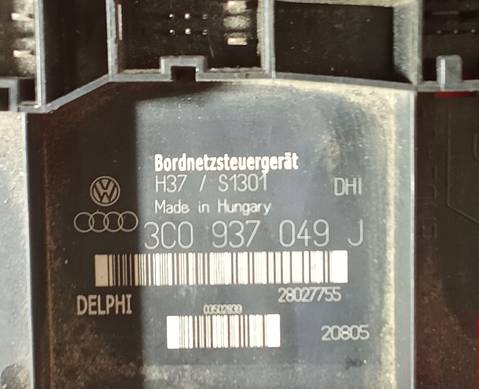 Bordnetzsteuergerät
H37 / S1301 DHI
Made in Hungary
3C0 937 049 J
28027755
DELPHI
20805